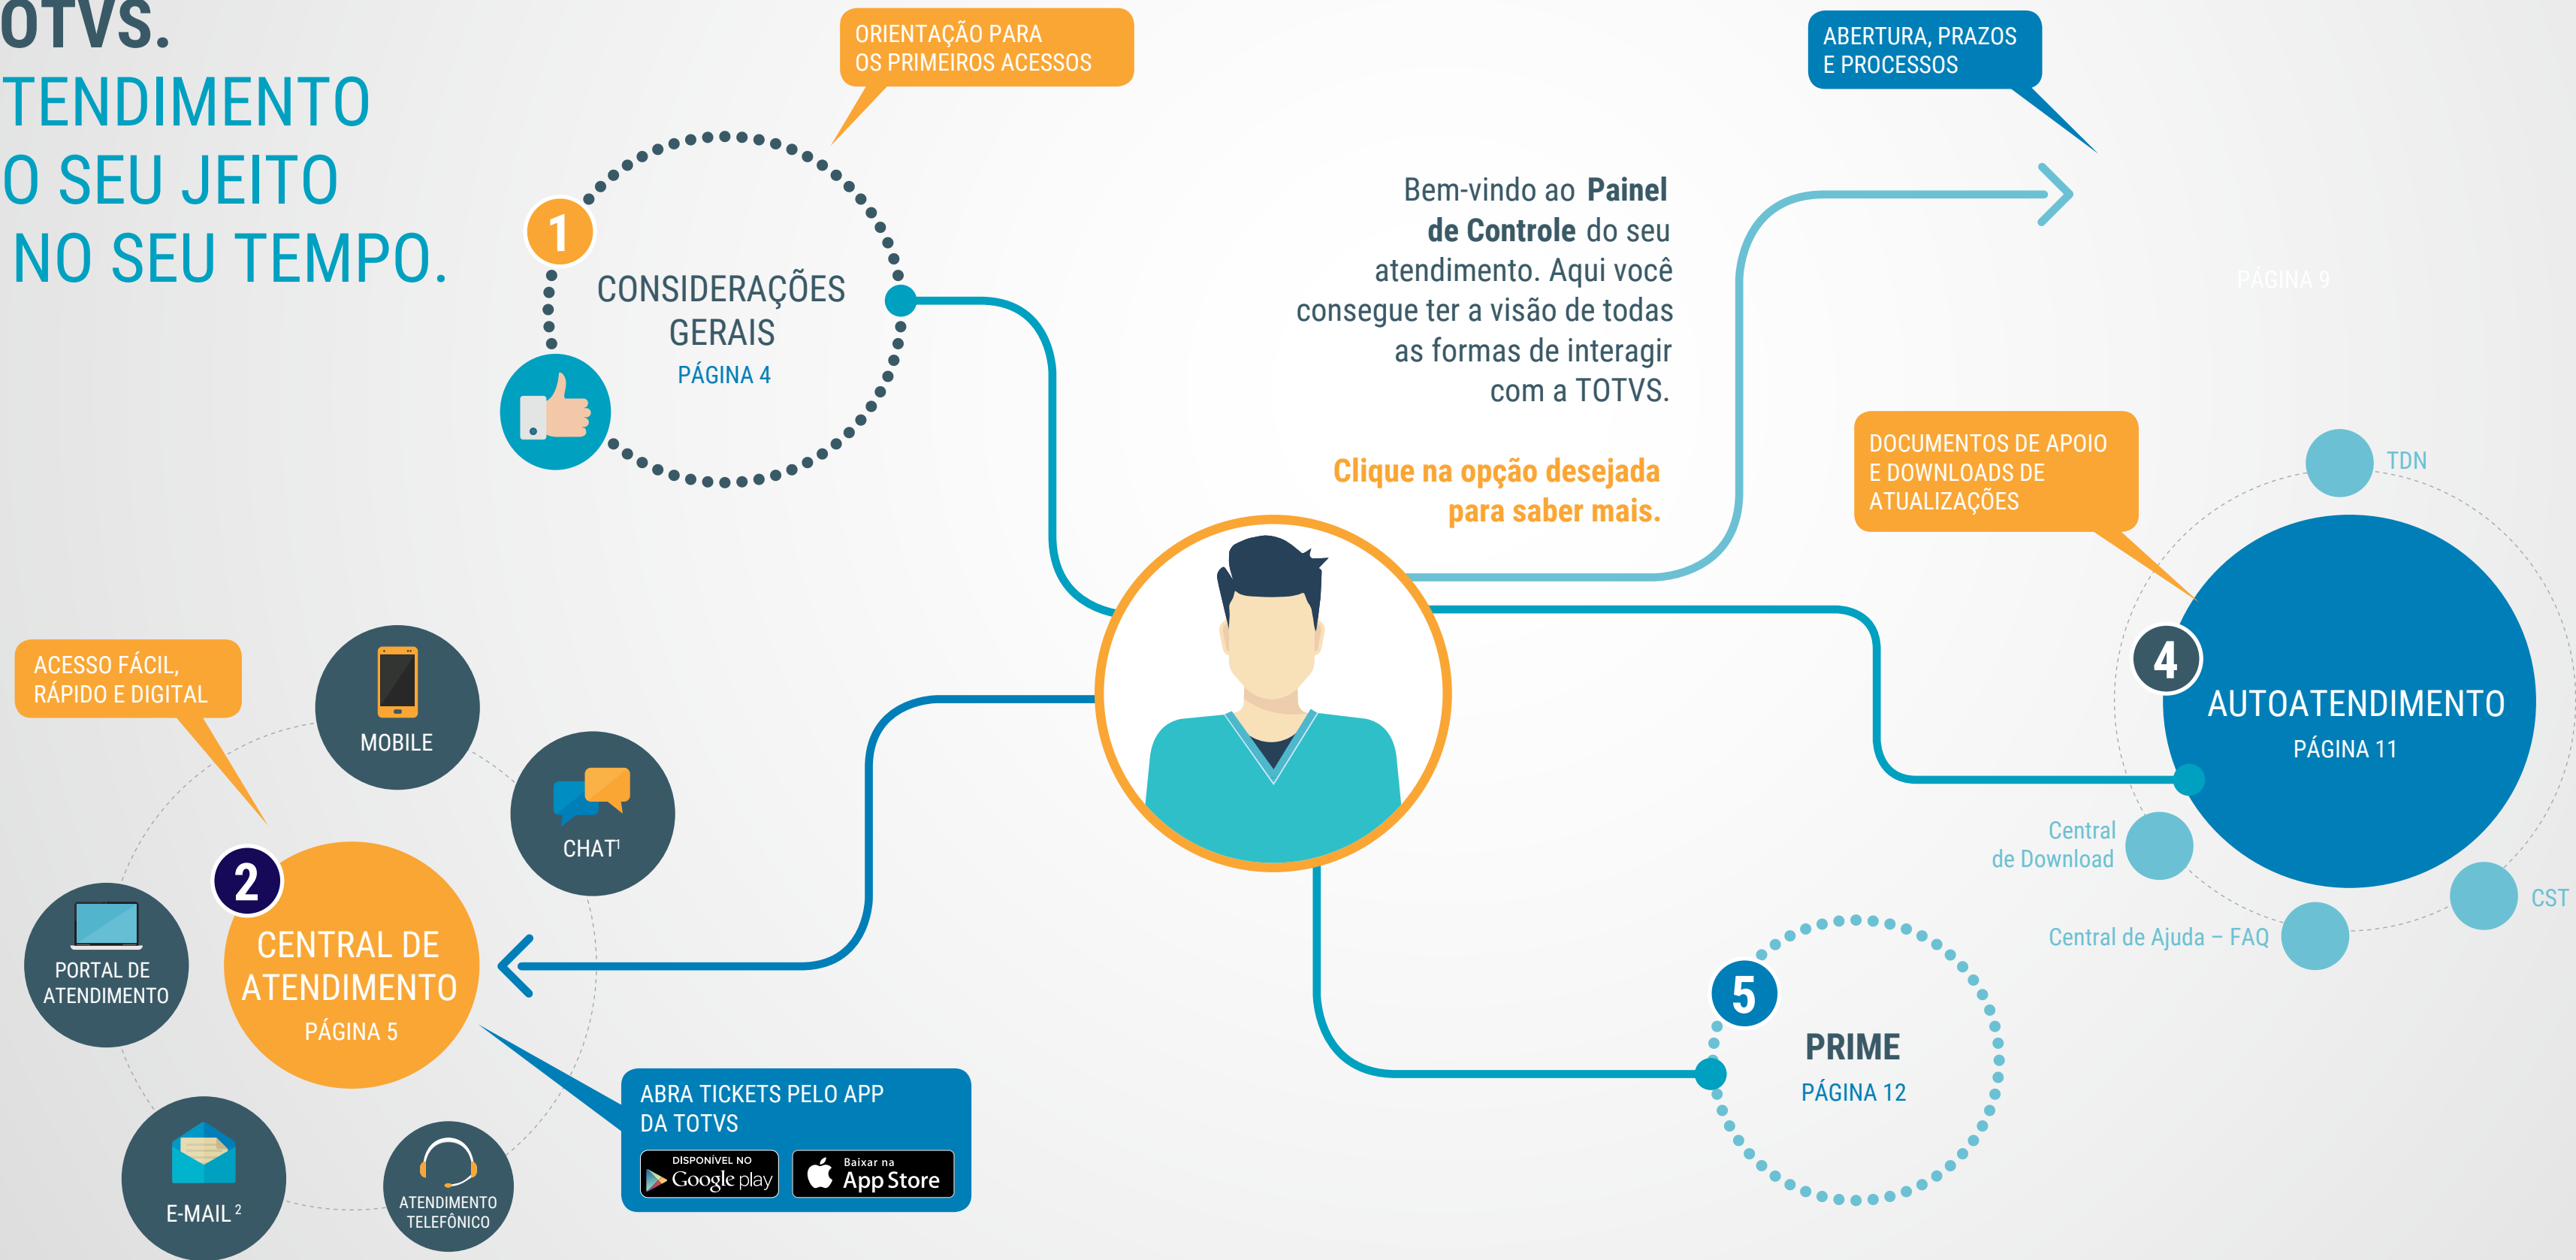 OTVS.
TENDIMENTO
O SEU JEITO
NO SEU TEMPO.
ORIENTAÇÃO PARA
OS PRIMEIROS ACESSOS
1
CONSIDERAÇÕES
GERAIS
PÁGINA 4
Bem-vindo ao Painel
de Controle do seu
atendimento. Aqui você
consegue ter a visão de todas
as formas de interagir
com a TOTVS.
Clique na opção desejada
para saber mais.
ABERTURA, PRAZOS
E PROCESSOS
PÁGINA 9
ACESSO FÁCIL,
RÁPIDO E DIGITAL
MOBILE
CHAT¹
2
CENTRAL DE
ATENDIMENTO
PÁGINA 5
PORTAL DE
ATENDIMENTO
E-MAIL ²
ATENDIMENTO
TELEFÔNICO
ABRA TICKETS PELO APP
DA TOTVS
DISPONÍVEL NO
Google play
Baixar na
App Store
DOCUMENTOS DE APOIO
E DOWNLOADS DE
ATUALIZAÇÕES
TDN
4
AUTOATENDIMENTO
PÁGINA 11
Central
de Download
CST
Central de Ajuda – FAQ
5
PRIME
PÁGINA 12